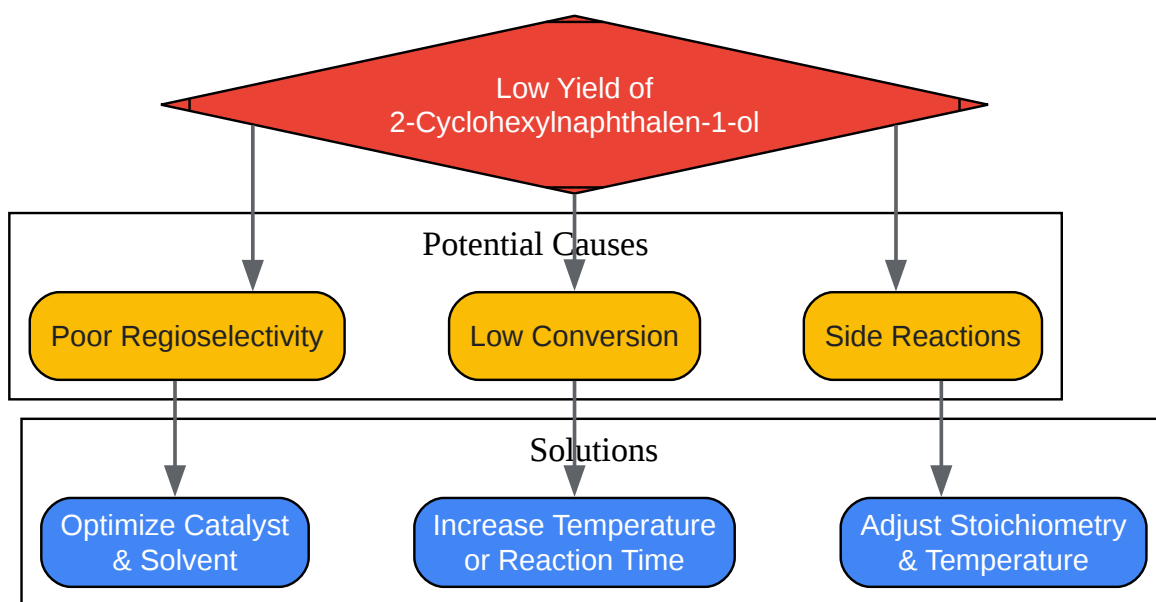 Low Yield of
2-Cyclohexylnaphthalen-1-ol
Potential Causes
Poor Regioselectivity
Low Conversion
Side Reactions
Solutions
Optimize Catalyst
& Solvent
Increase Temperature
or Reaction Time
Adjust Stoichiometry
& Temperature